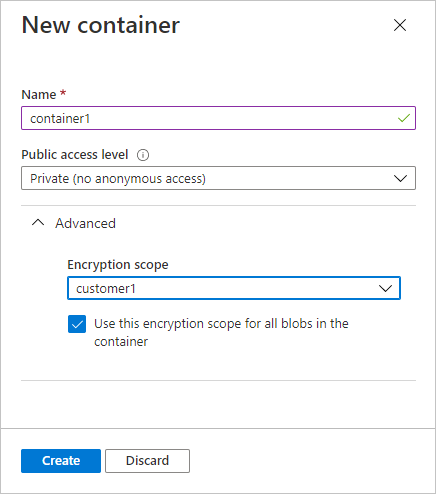 New container
Name *
container1
Public access level
Private (no anonymous access)
Advanced
Encryption scope
customer1
Use this encryption scope for all blobs in the
container
Create Discard